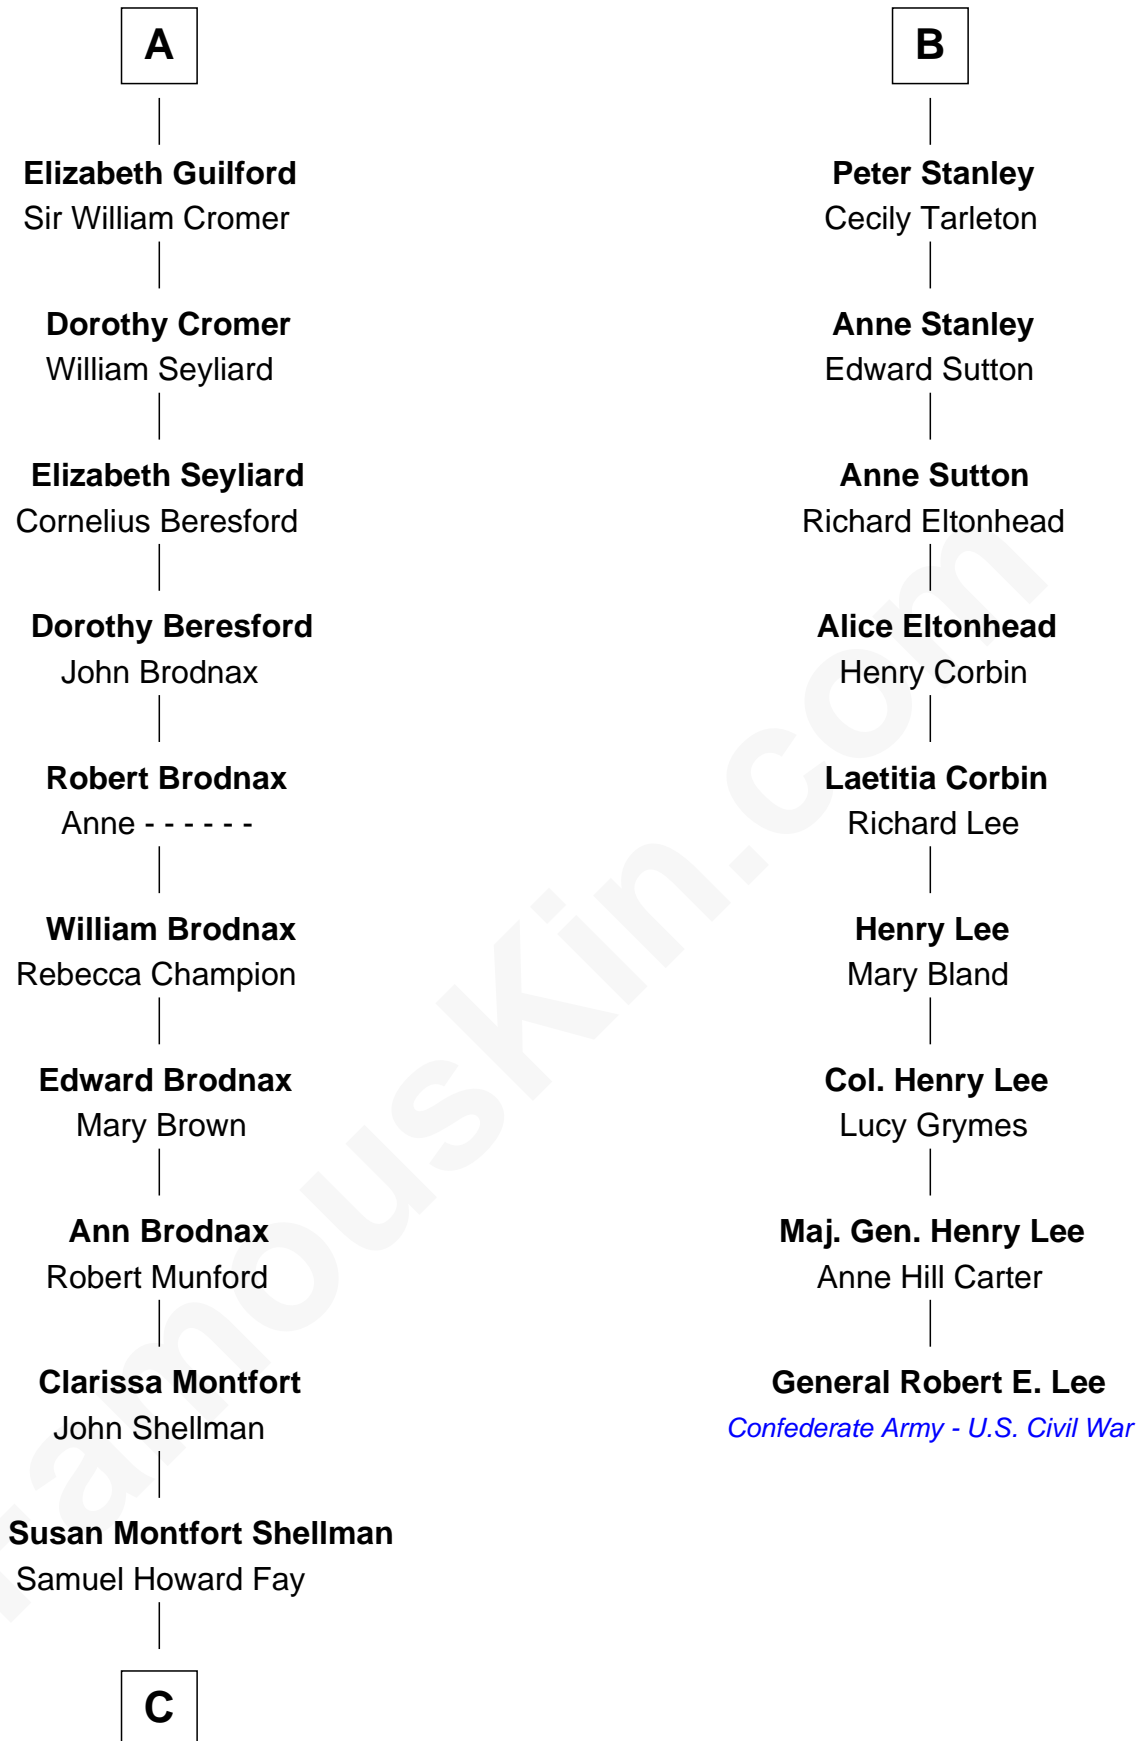 A
Elizabeth Guilford
Sir William Cromer
Dorothy Cromer
William Seyliard
Elizabeth Seyliard
Cornelius Beresford
Dorothy Beresford
John Brodnax
Robert Brodnax
Anne - - - - - -
William Brodnax
Rebecca Champion
Edward Brodnax
Mary Brown
Ann Brodnax
Robert Munford
Clarissa Montfort
John Shellman
Susan Montfort Shellman
Samuel Howard Fay
C
B
Peter Stanley
Cecily Tarleton
Anne Stanley
Edward Sutton
Anne Sutton
Richard Eltonhead
Alice Eltonhead
Henry Corbin
Laetitia Corbin
Richard Lee
Henry Lee
Mary Bland
Col. Henry Lee
Lucy Grymes
Maj. Gen. Henry Lee
Anne Hill Carter
General Robert E. Lee
Confederate Army - U.S. Civil War
FamousKin.com